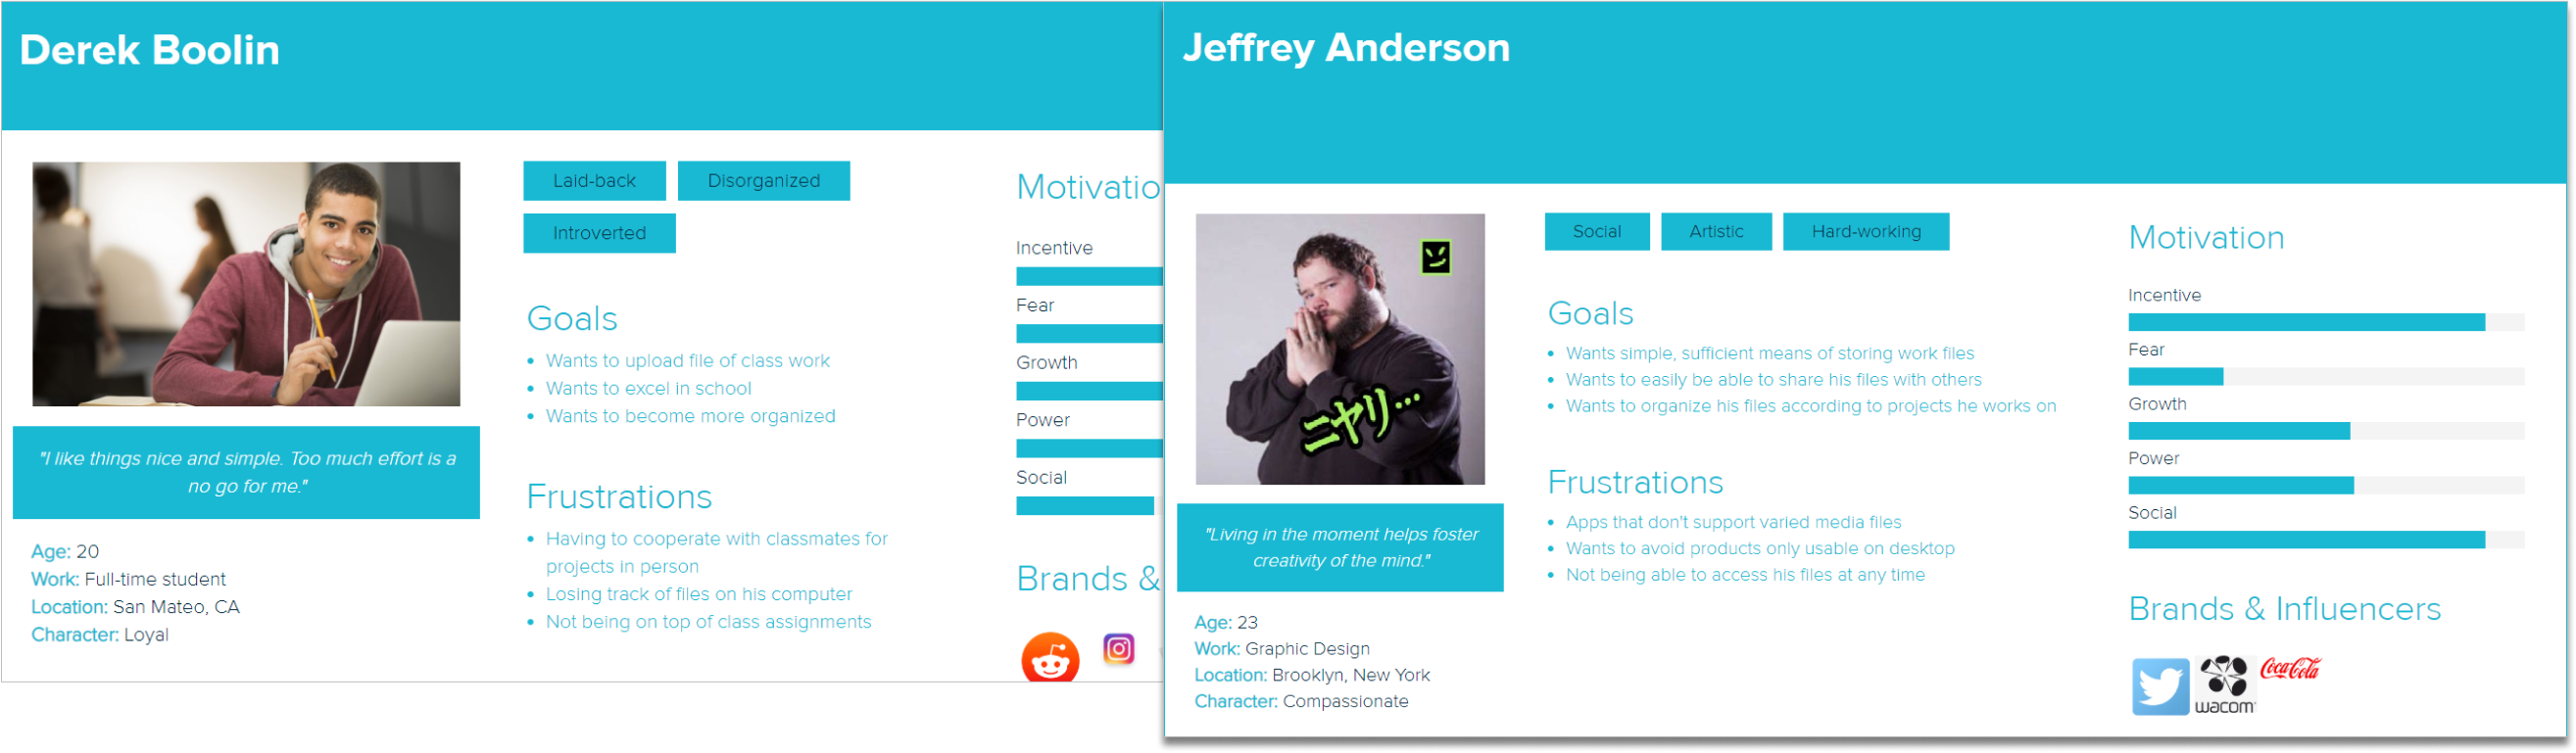 Derek Boolin
Laid-back
Disorganized
Introverted
Goals
• Wants to upload file of class work
• Wants to excel in school
• Wants to become more organized
Frustrations
• Having to cooperate with classmates for
projects in person
• Losing track of files on his computer
• Not being on top of class assignments
"I like things nice and simple. Too much effort is a
no go for me."
Age: 20
Work: Full-time student
Location: San Mateo, CA
Character: Loyal
Motivatio
Incentive
Fear
Growth
Power
Social
Brands &
Jeffrey Anderson
ニヤリ…
"Living in the moment helps foster
creativity of the mind."
Age: 23
Work: Graphic Design
Location: Brooklyn, New York
Character: Compassionate
Social
Artistic
Hard-working
Goals
• Wants simple, sufficient means of storing work files
• Wants to easily be able to share his files with others
• Wants to organize his files according to projects he works on
Frustrations
• Apps that don't support varied media files
• Wants to avoid products only usable on desktop
• Not being able to access his files at any time
Motivation
Incentive
Fear
Growth
Power
Social
Brands & Influencers
wacom
Coca-Cola